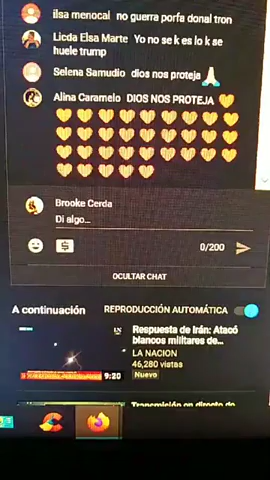 ilsa menocal no guerra porfa donal tron
Licda Elsa Marte Yo no se k es lo k se
huele trump
Selena Samudio dios nos proteja
Alina Caramelo DIOS NOS PROTEJA
Brooke Cerda
Di algo...
0/200
OCULTAR CHAT
A continuación REPRODUCCIÓN AUTOMÁTICA
Respuesta de Irán: Atacó
blancos militares de...
LA NACION
46,280 vistas
Nuevo
LN
9:20
Transmisión en directo de